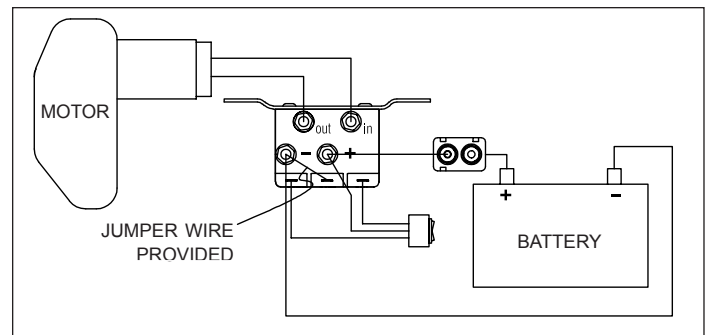 MOTOR
out
in
- +
JUMPER WIRE
PROVIDED
+ -
BATTERY